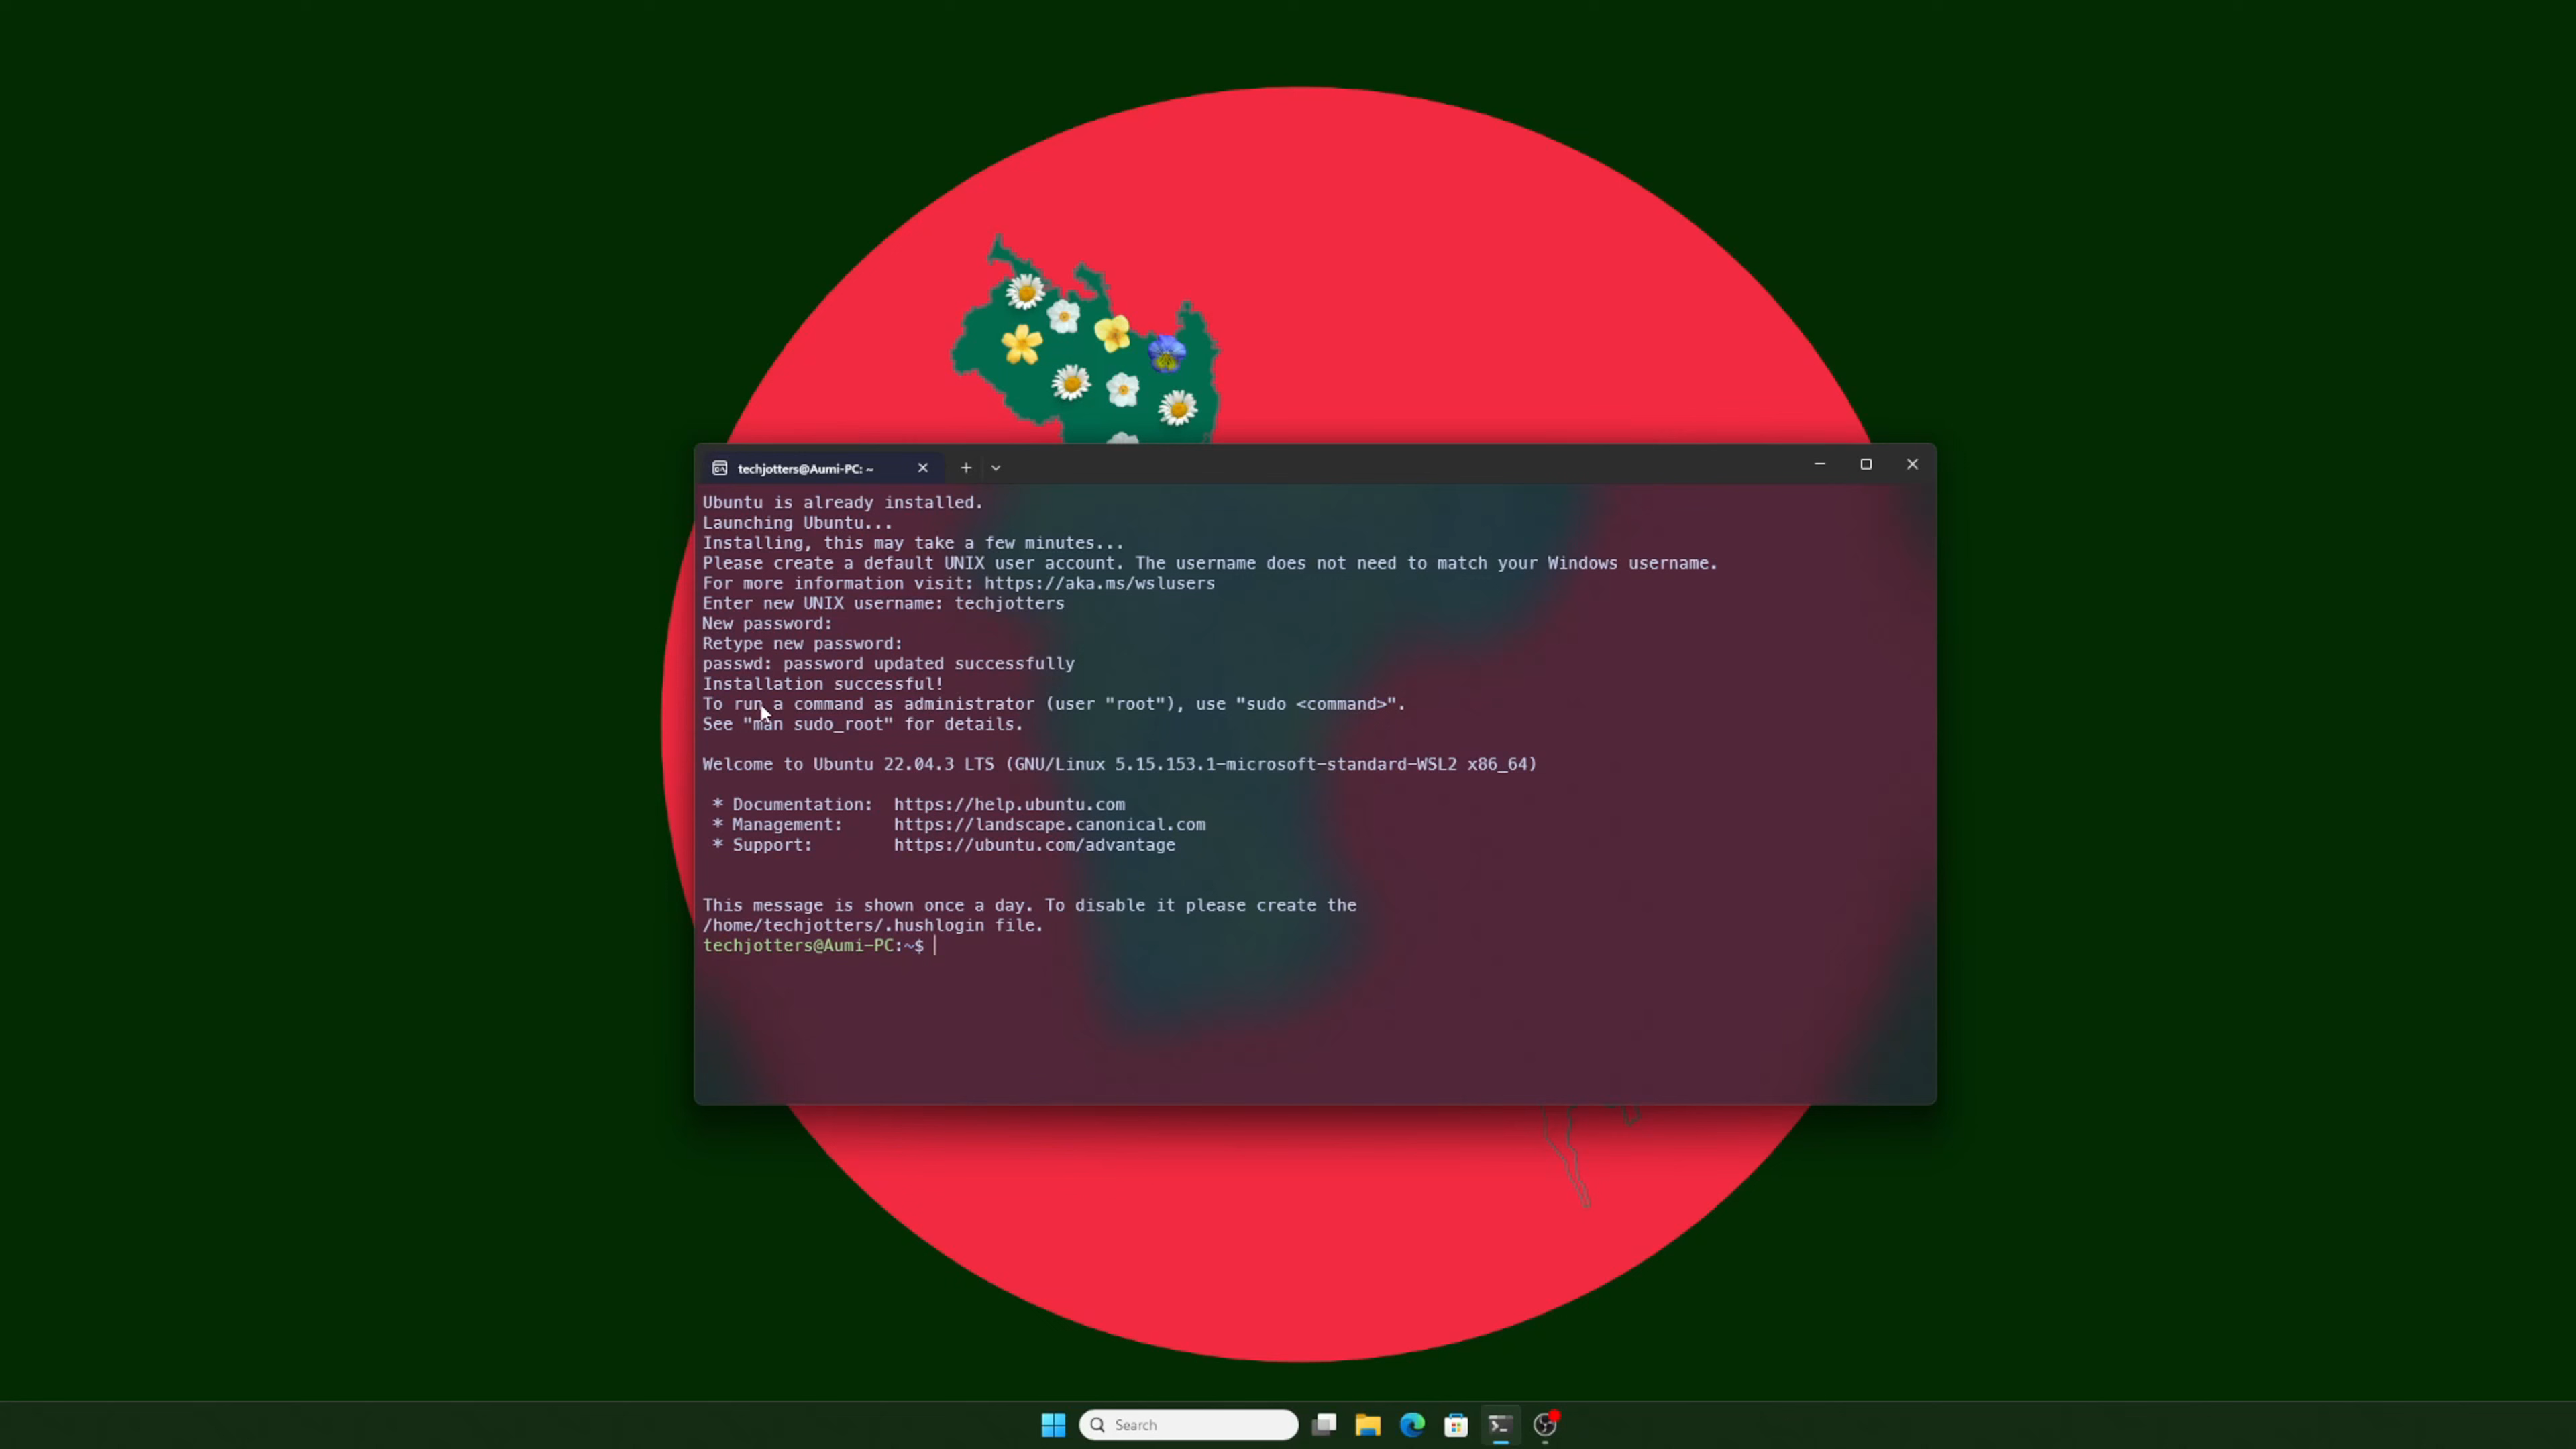 techjotters@Aumi-PC: ~
Ubuntu is already installed.
Launching Ubuntu...
Installing, this may take a few minutes...
Please create a default UNIX user account. The username does not need to match your Windows username.
For more information visit: https://aka.ms/wslusers
Enter new UNIX username: techjotters
New password:
Retype new password:
passwd: password updated successfully
Installation successful!
To run a command as administrator (user "root"), use "sudo <command>".
See "man sudo_root" for details.
Welcome to Ubuntu 22.04.3 LTS (GNU/Linux 5.15.153.1-microsoft-standard-WSL2 x86_64)
* Documentation:  https://help.ubuntu.com
* Management:     https://landscape.canonical.com
* Support:        https://ubuntu.com/advantage
This message is shown once a day. To disable it please create the
/home/techjotters/.hushlogin file.
techjotters@Aumi-PC:~$
Search